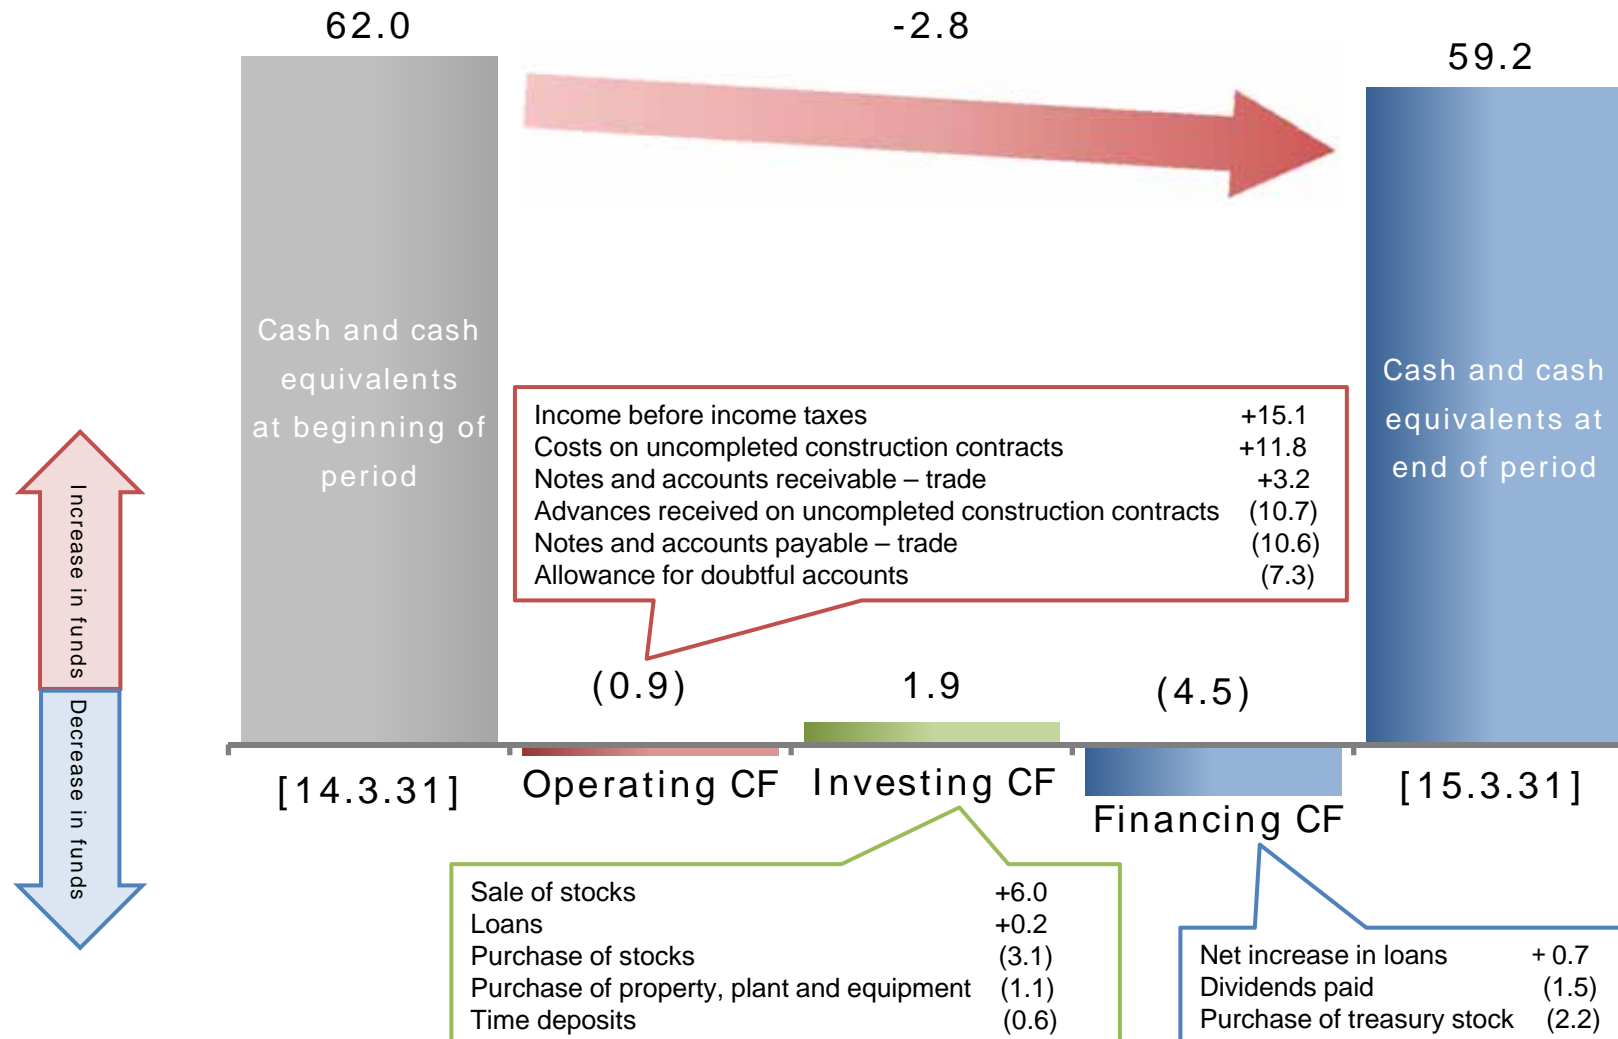 62.0
-2.8
59.2
Cash and cash
equivalents
at beginning of
period
Cash and cash
equivalents at
end of period
Increase in funds
Decrease in funds
Income before income taxes +15.1
Costs on uncompleted construction contracts +11.8
Notes and accounts receivable – trade +3.2
Advances received on uncompleted construction contracts (10.7)
Notes and accounts payable – trade (10.6)
Allowance for doubtful accounts (7.3)
(0.9)
1.9
(4.5)
[14.3.31]
Operating CF
Investing CF
Financing CF
[15.3.31]
Sale of stocks +6.0
Loans +0.2
Purchase of stocks (3.1)
Purchase of property, plant and equipment (1.1)
Time deposits (0.6)
Net increase in loans + 0.7
Dividends paid (1.5)
Purchase of treasury stock (2.2)